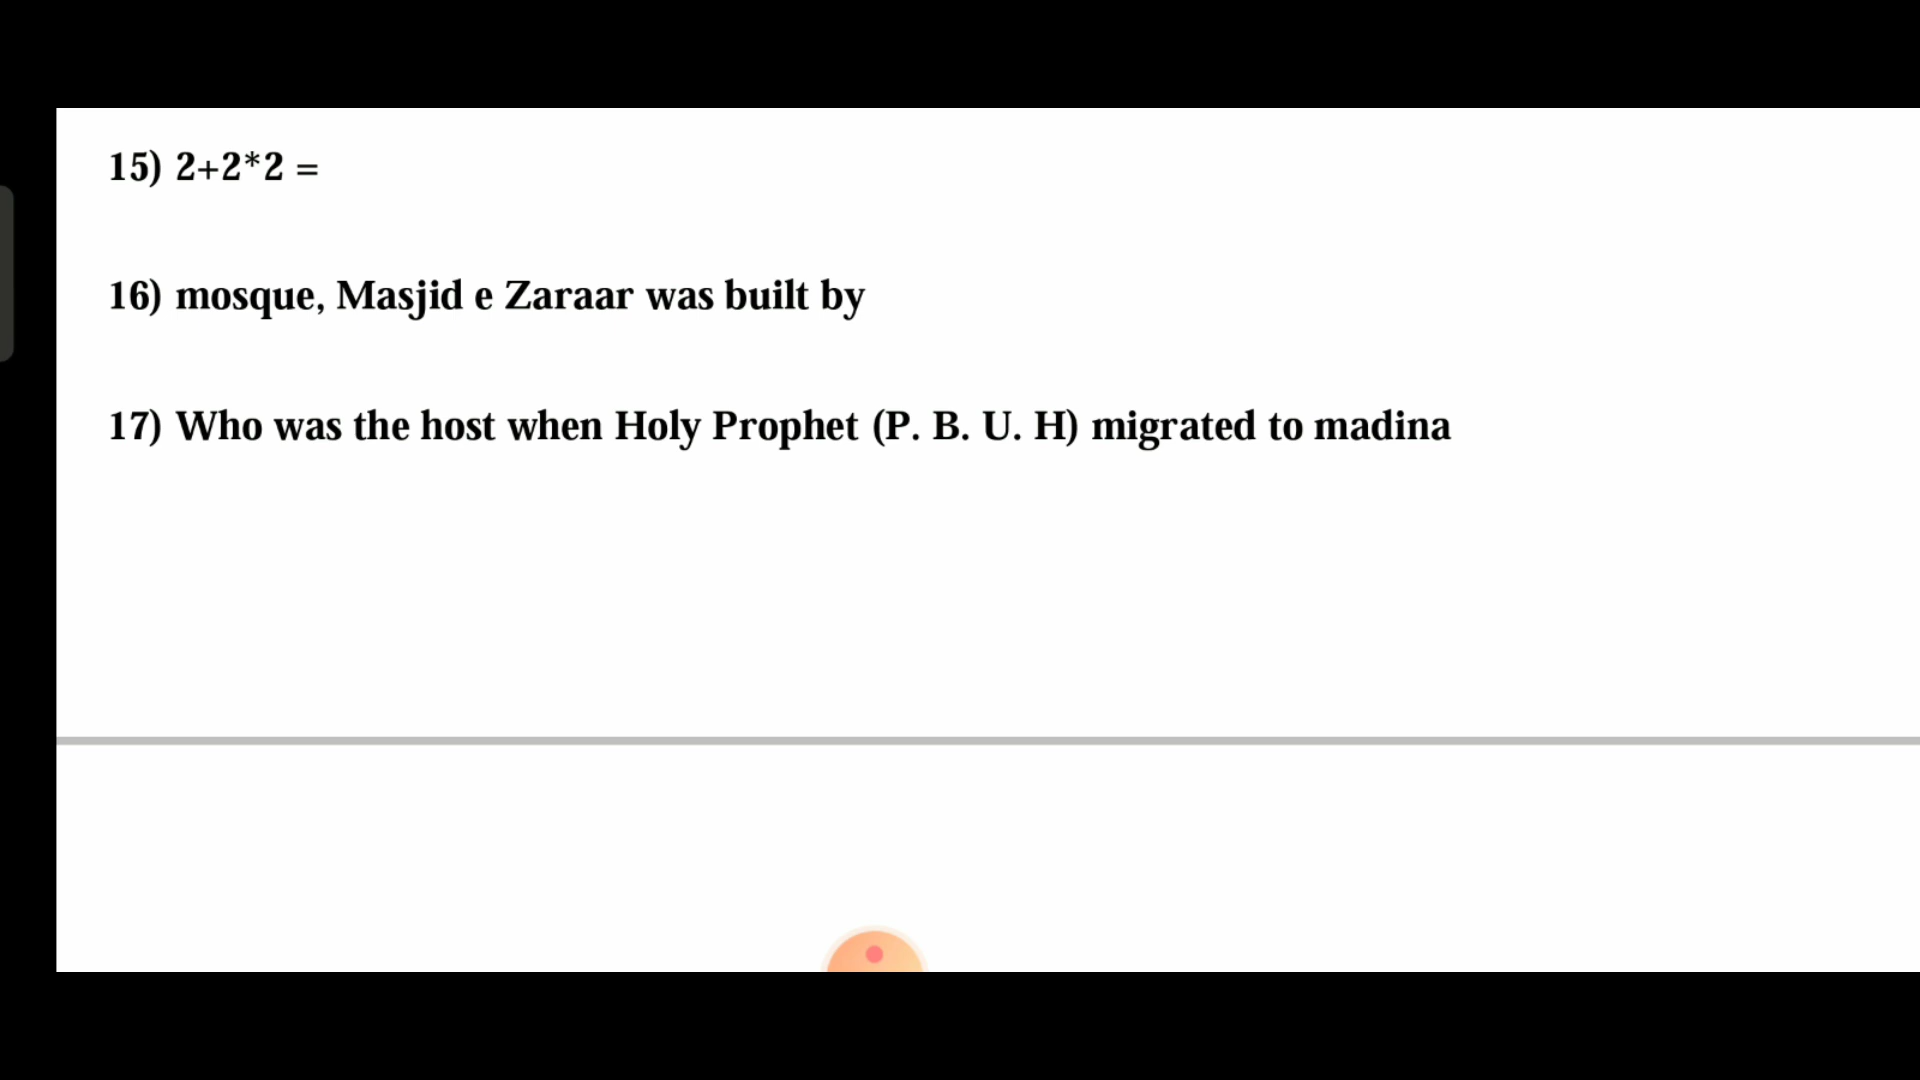 15) 2+2*2 =
16) mosque, Masjid e Zaraar was built by
17) Who was the host when Holy Prophet (P. B. U. H) migrated to madina